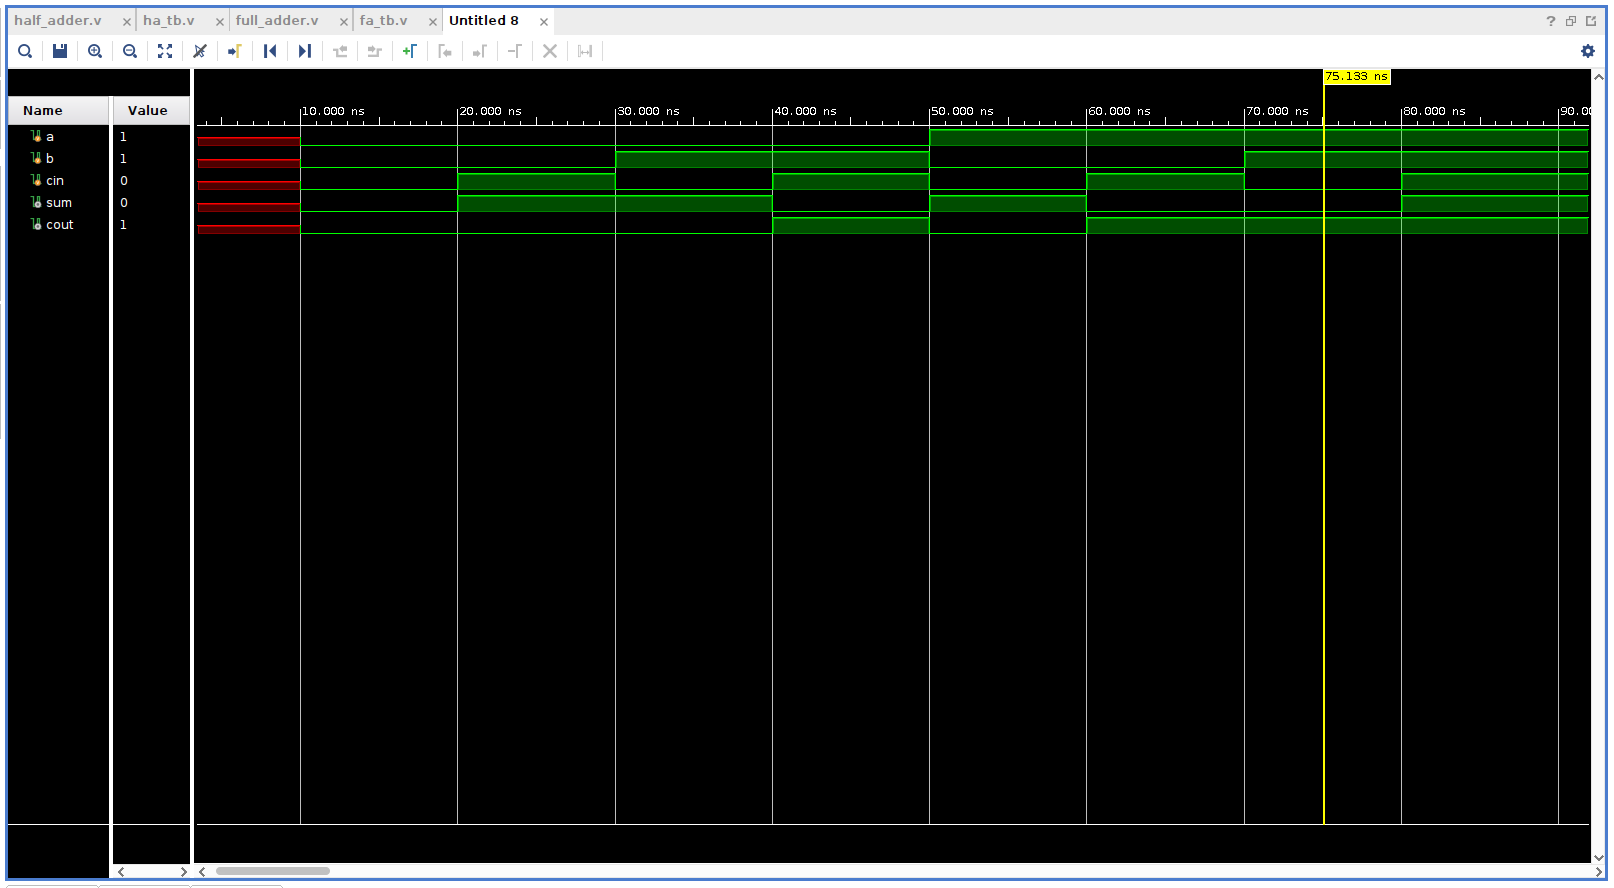 half_adder.v × ha_tb.v × full_adder.v × fa_tb.v × Untitled 8 × ?
75.133 ns
Name Value 10.000 ns 20.000 ns 30.000 ns 40.000 ns 50.000 ns 60.000 ns 70.000 ns 80.000 ns 90.0
a 1
b 1
cin 0
sum 0
cout 1